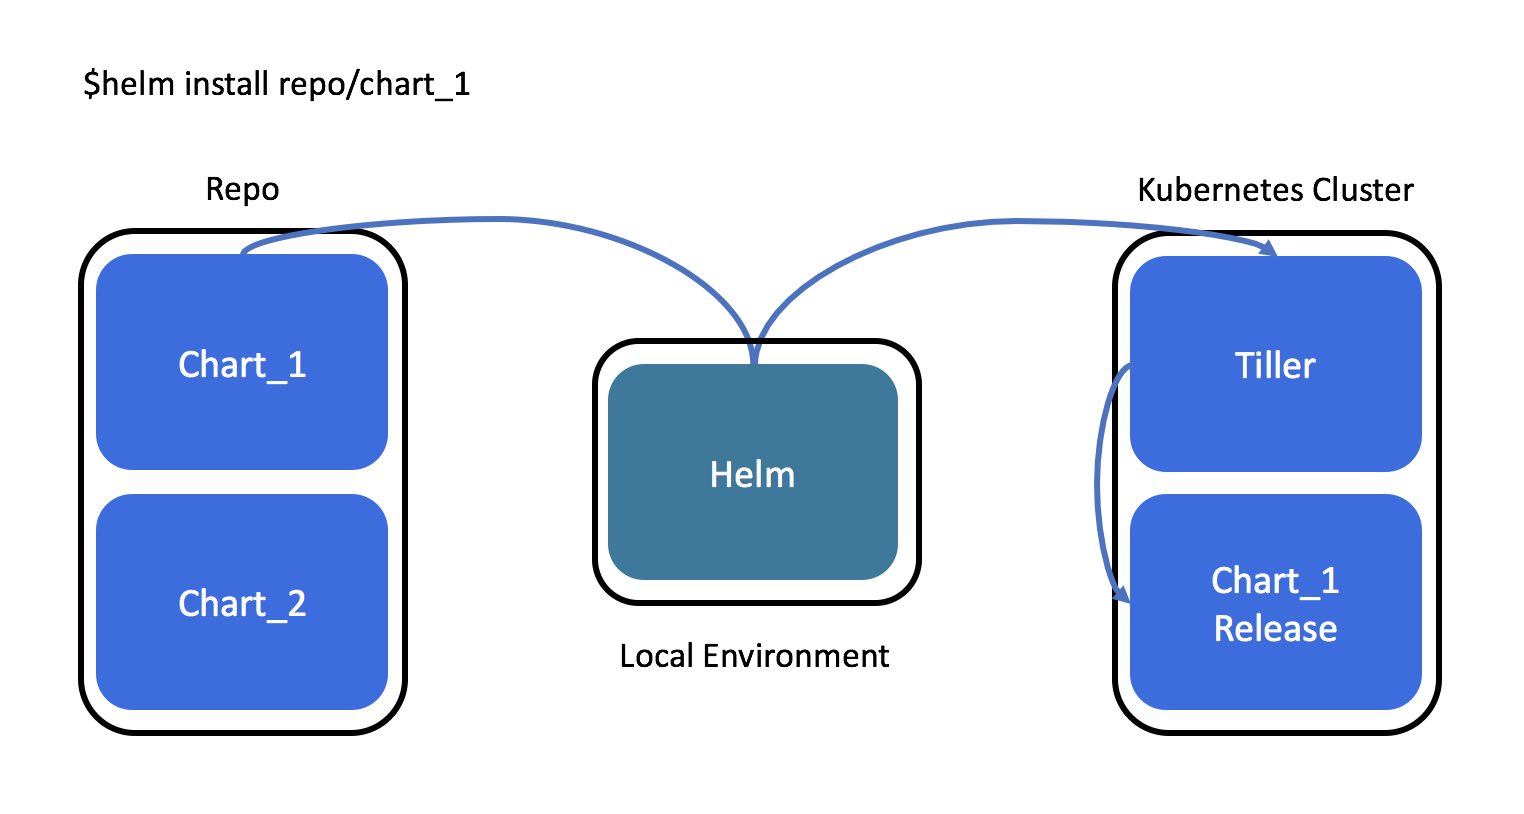 $helm install repo/chart_1
Repo
Kubernetes Cluster
Chart_1
Tiller
Helm
Chart_2
Chart_1
Release
Local Environment